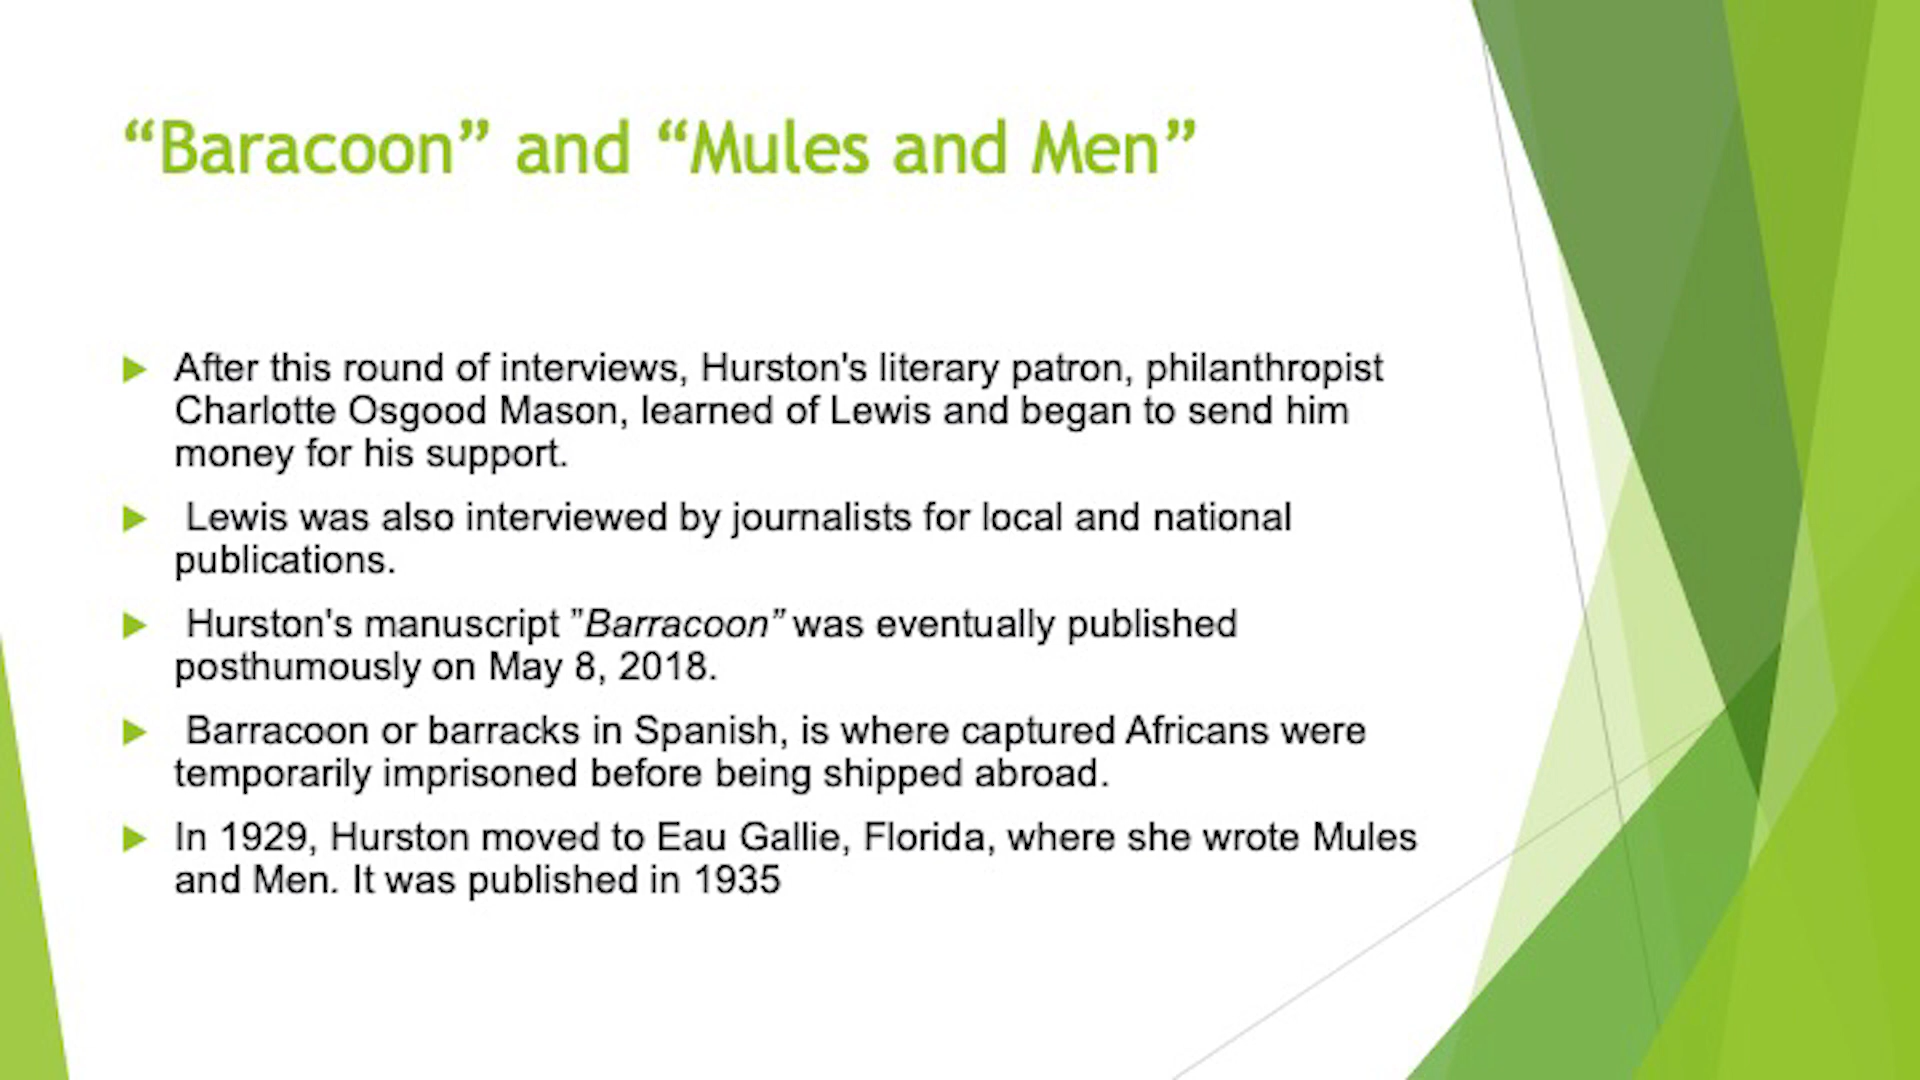 “Baracoon” and “Mules and Men”
After this round of interviews, Hurston's literary patron, philanthropist
Charlotte Osgood Mason, learned of Lewis and began to send him
money for his support.
Lewis was also interviewed by journalists for local and national
publications.
Hurston's manuscript ”Barracoon” was eventually published
posthumously on May 8, 2018.
Barracoon or barracks in Spanish, is where captured Africans were
temporarily imprisoned before being shipped abroad.
In 1929, Hurston moved to Eau Gallie, Florida, where she wrote Mules
and Men. It was published in 1935